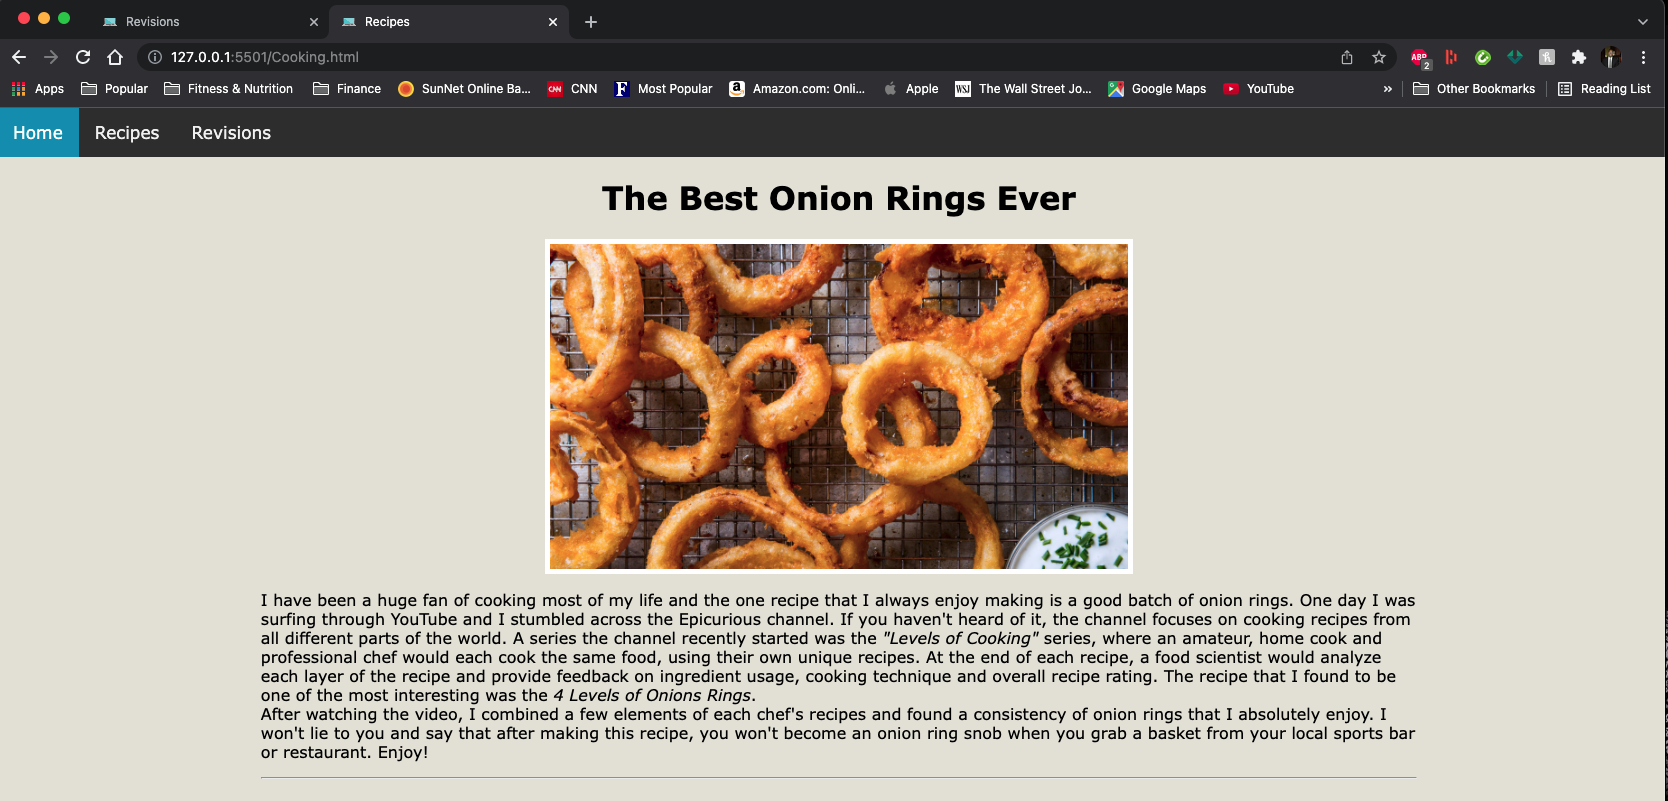 Revisions
Recipes
127.0.0.1:5501/Cooking.html
ABP
2
Apps
Popular
Fitness & Nutrition
Finance
SunNet Online Ba...
CNN
CNN
F
Most Popular
a
Amazon.com: Onli...
Apple
WSJ
The Wall Street Jo...
Google Maps
YouTube
»
Other Bookmarks
Reading List
Home
Recipes
Revisions
The Best Onion Rings Ever
I have been a huge fan of cooking most of my life and the one recipe that I always enjoy making is a good batch of onion rings. One day I was
surfing through YouTube and I stumbled across the Epicurious channel. If you haven't heard of it, the channel focuses on cooking recipes from
all different parts of the world. A series the channel recently started was the "Levels of Cooking" series, where an amateur, home cook and
professional chef would each cook the same food, using their own unique recipes. At the end of each recipe, a food scientist would analyze
each layer of the recipe and provide feedback on ingredient usage, cooking technique and overall recipe rating. The recipe that I found to be
one of the most interesting was the 4 Levels of Onions Rings.
After watching the video, I combined a few elements of each chef's recipes and found a consistency of onion rings that I absolutely enjoy. I
won't lie to you and say that after making this recipe, you won't become an onion ring snob when you grab a basket from your local sports bar
or restaurant. Enjoy!